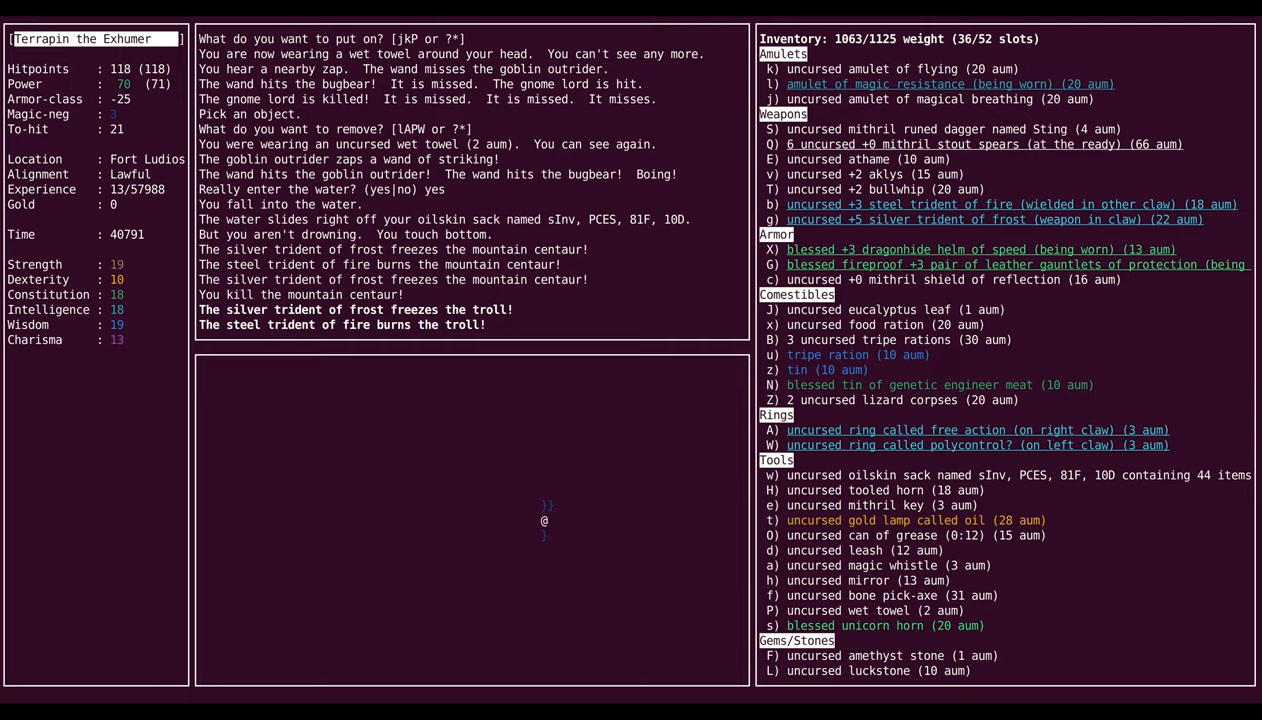 [Terrapin the Exhumer ]
Hitpoints : 118 (118)
Power : 70 (71)
Armor-class : -25
Magic-neg : 3
To-hit : 21
Location : Fort Ludios
Alignment : Lawful
Experience : 13/57988
Gold : 0
Time : 40791
Strength : 19
Dexterity : 10
Constitution : 18
Intelligence : 18
Wisdom : 19
Charisma : 13
What do you want to put on? [jkP or ?*]
You are now wearing a wet towel around your head. You can't see any more.
You hear a nearby zap. The wand misses the goblin outrider.
The wand hits the bugbear! It is missed. The gnome lord is hit.
The gnome lord is killed! It is missed. It is missed. It misses.
Pick an object.
What do you want to remove? [lAPW or ?*]
You were wearing an uncursed wet towel (2 aum). You can see again.
The goblin outrider zaps a wand of striking!
The wand hits the goblin outrider! The wand hits the bugbear! Boing!
Really enter the water? (yes|no) yes
You fall into the water.
The water slides right off your oilskin sack named sInv, PCES, 81F, 10D.
But you aren't drowning. You touch bottom.
The silver trident of frost freezes the mountain centaur!
The steel trident of fire burns the mountain centaur!
The silver trident of frost freezes the mountain centaur!
You kill the mountain centaur!
The silver trident of frost freezes the troll!
The steel trident of fire burns the troll!
}}
@
}
Inventory: 1063/1125 weight (36/52 slots)
Amulets
k) uncursed amulet of flying (20 aum)
l) amulet of magic resistance (being worn) (20 aum)
j) uncursed amulet of magical breathing (20 aum)
Weapons
S) uncursed mithril runed dagger named Sting (4 aum)
Q) 6 uncursed +0 mithril stout spears (at the ready) (66 aum)
E) uncursed athame (10 aum)
v) uncursed +2 aklys (15 aum)
T) uncursed +2 bullwhip (20 aum)
b) uncursed +3 steel trident of fire (wielded in other claw) (18 aum)
g) uncursed +5 silver trident of frost (weapon in claw) (22 aum)
Armor
X) blessed +3 dragonhide helm of speed (being worn) (13 aum)
G) blessed fireproof +3 pair of leather gauntlets of protection (being
c) uncursed +0 mithril shield of reflection (16 aum)
Comestibles
J) uncursed eucalyptus leaf (1 aum)
x) uncursed food ration (20 aum)
B) 3 uncursed tripe rations (30 aum)
u) tripe ration (10 aum)
z) tin (10 aum)
N) blessed tin of genetic engineer meat (10 aum)
Z) 2 uncursed lizard corpses (20 aum)
Rings
A) uncursed ring called free action (on right claw) (3 aum)
W) uncursed ring called polycontrol? (on left claw) (3 aum)
Tools
w) uncursed oilskin sack named sInv, PCES, 81F, 10D containing 44 items
H) uncursed tooled horn (18 aum)
e) uncursed mithril key (3 aum)
t) uncursed gold lamp called oil (28 aum)
O) uncursed can of grease (0:12) (15 aum)
d) uncursed leash (12 aum)
a) uncursed magic whistle (3 aum)
h) uncursed mirror (13 aum)
f) uncursed bone pick-axe (31 aum)
P) uncursed wet towel (2 aum)
s) blessed unicorn horn (20 aum)
Gems/Stones
F) uncursed amethyst stone (1 aum)
L) uncursed luckstone (10 aum)